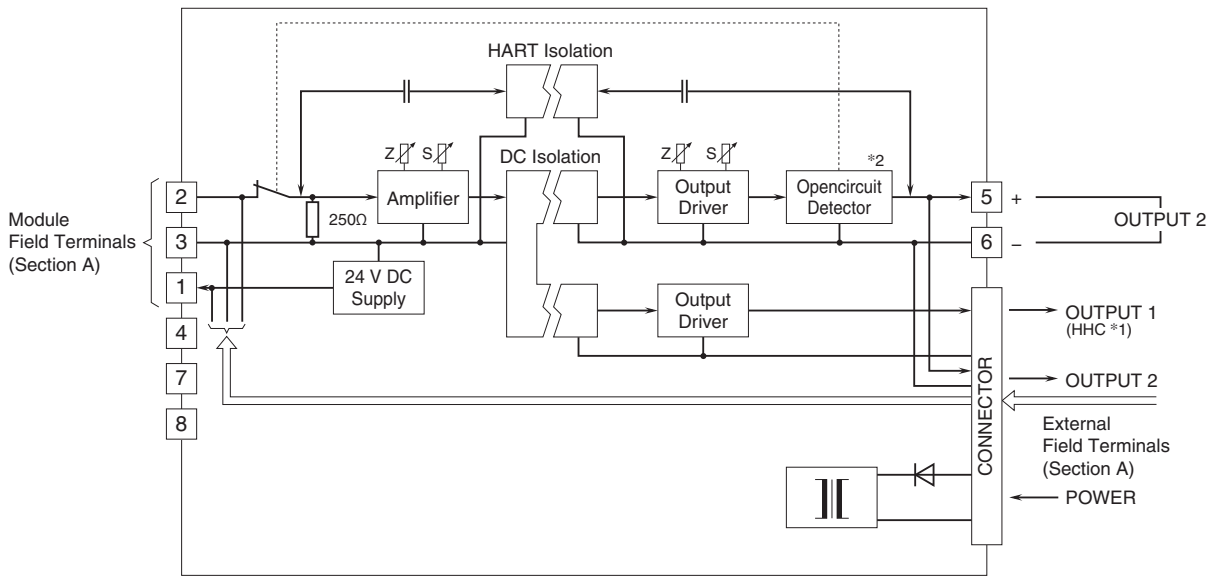 HART Isolation
Z
S
DC Isolation
Z
S
*2
Module
Field Terminals
(Section A)
2
3
1
4
7
8
250Ω
Amplifier
24 V DC
Supply
Output
Driver
Opencircuit
Detector
Output
Driver
5
+
6
–
OUTPUT 2
CONNECTOR
OUTPUT 1
(HHC *1)
OUTPUT 2
External
Field Terminals
(Section A)
POWER